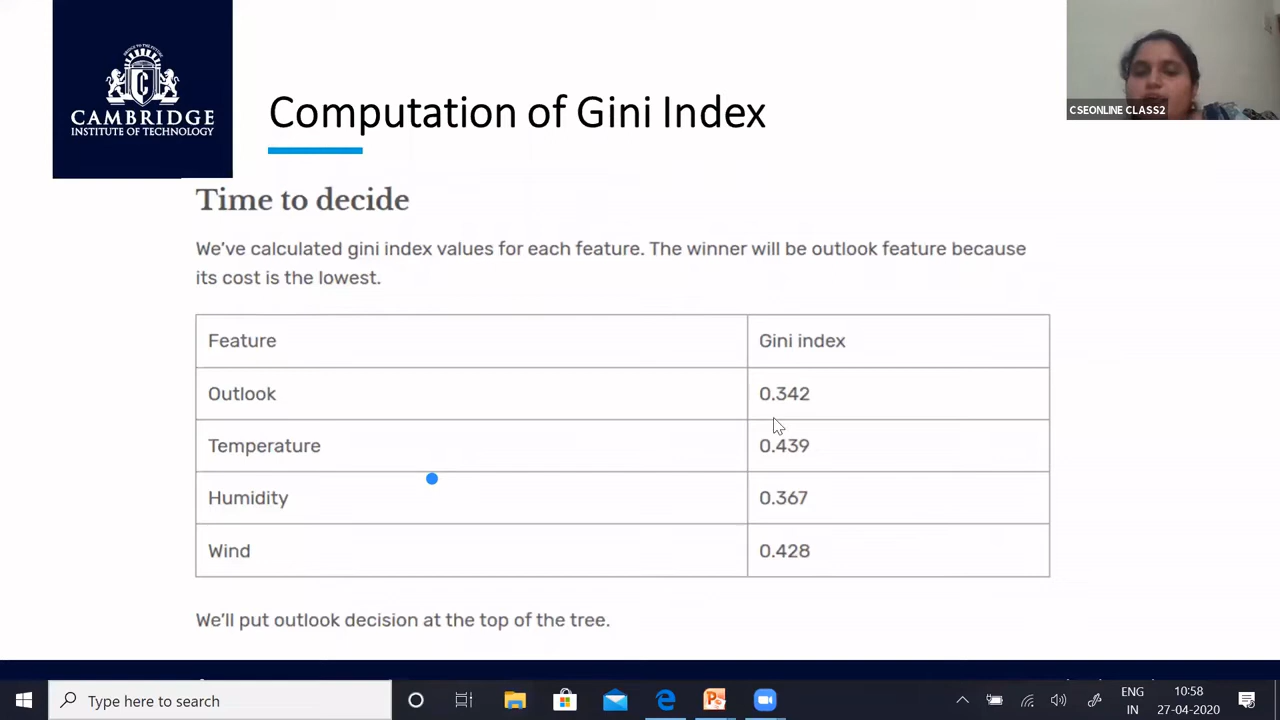 CAMBRIDGE
INSTITUTE OF TECHNOLOGY
Computation of Gini Index
CSEONLINE CLASS2
Time to decide
We've calculated gini index values for each feature. The winner will be outlook feature because
its cost is the lowest.
Feature Gini index
Outlook 0.342
Temperature 0.439
Humidity 0.367
Wind 0.428
We'll put outlook decision at the top of the tree.
Type here to search
ENG
IN
10:58
27-04-2020